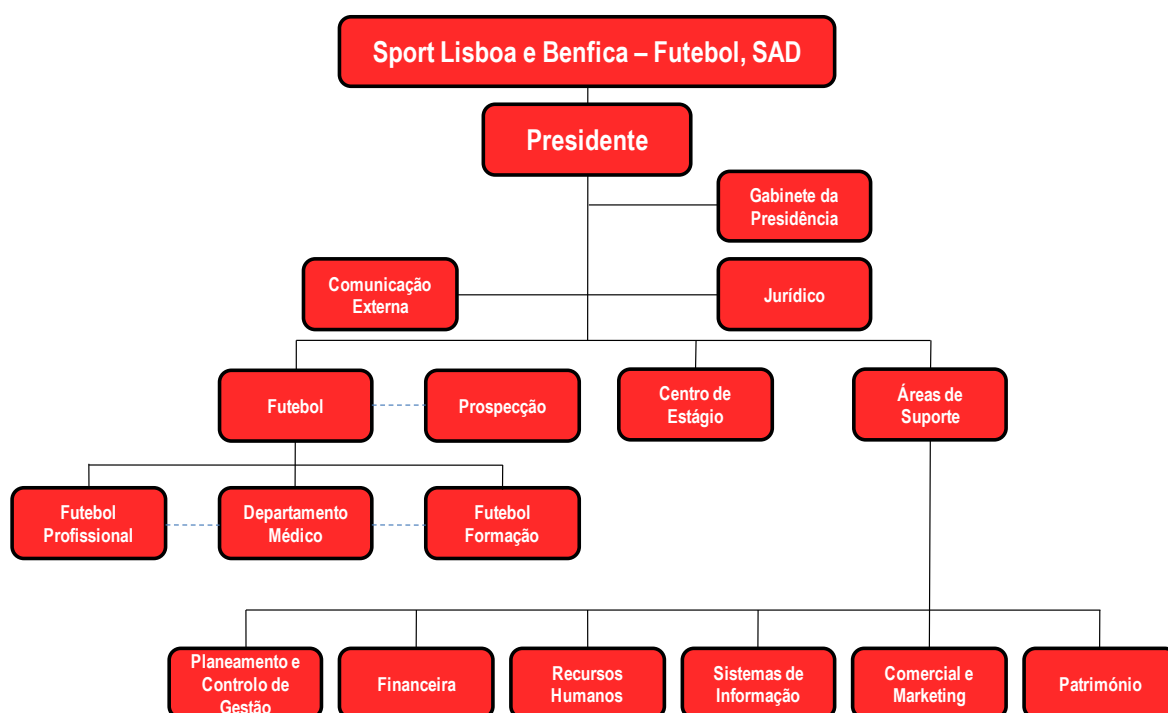 Sport Lisboa e Benfica – Futebol, SAD
Presidente
Gabinete da
Presidência
Comunicação
Externa
Jurídico
Futebol
Prospecção
Centro de
Estágio
Áreas de
Suporte
Futebol
Profissional
Departamento
Médico
Futebol
Formação
Planeamento e
Controlo de
Gestão
Financeira
Recursos
Humanos
Sistemas de
Informação
Comercial e
Marketing
Património